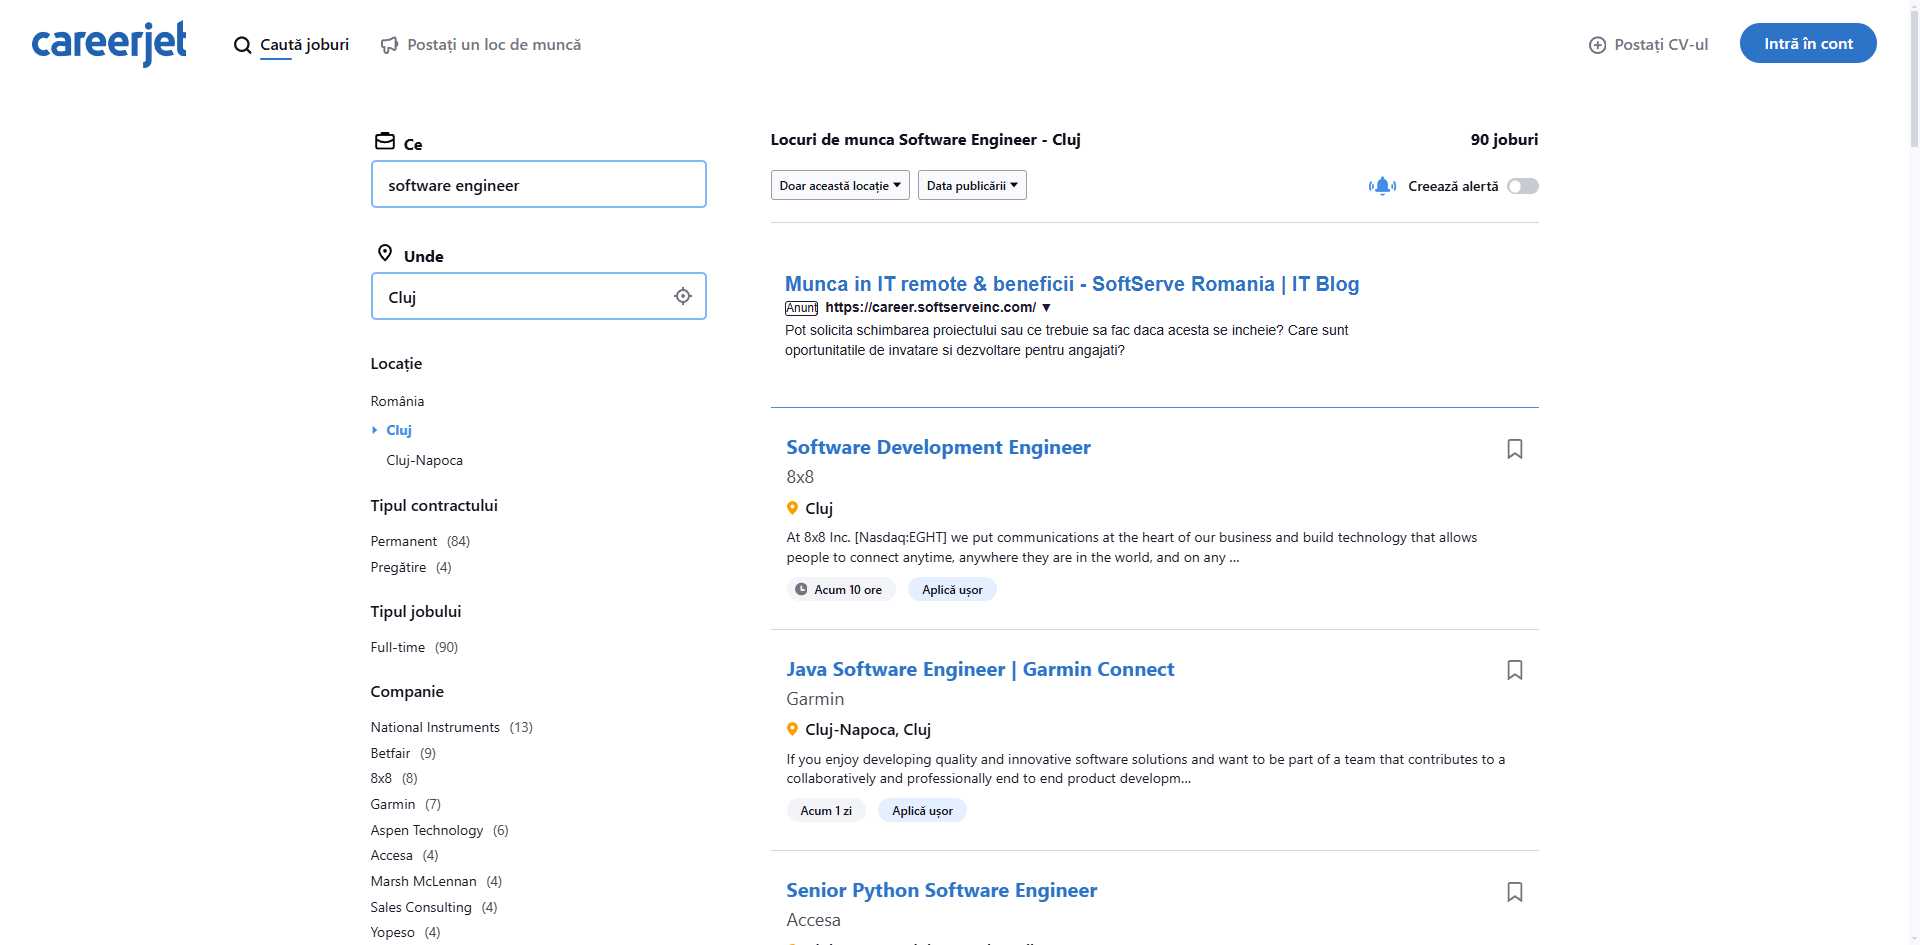 careerjet
Caută joburi
Postați un loc de muncă
Postați CV-ul
Intră în cont
Ce
software engineer
Unde
Cluj
Locație
România
Cluj
Cluj-Napoca
Tipul contractului
Permanent (84)
Pregătire (4)
Tipul jobului
Full-time (90)
Companie
National Instruments (13)
Betfair (9)
8x8 (8)
Garmin (7)
Aspen Technology (6)
Accesa (4)
Marsh McLennan (4)
Sales Consulting (4)
Yopeso (4)
Locuri de munca Software Engineer - Cluj
90 joburi
Doar această locație
Data publicării
Creează alertă
Munca in IT remote & beneficii - SoftServe Romania | IT Blog
Anunț https://career.softserveinc.com/
Pot solicita schimbarea proiectului sau ce trebuie sa fac daca acesta se incheie? Care sunt
oportunitatile de invatare si dezvoltare pentru angajati?
Software Development Engineer
8x8
Cluj
At 8x8 Inc. [Nasdaq:EGHT] we put communications at the heart of our business and build technology that allows
people to connect anytime, anywhere they are in the world, and on any ...
Acum 10 ore
Aplică ușor
Java Software Engineer | Garmin Connect
Garmin
Cluj-Napoca, Cluj
If you enjoy developing quality and innovative software solutions and want to be part of a team that contributes to a
collaboratively and professionally end to end product developm...
Acum 1 zi
Aplică ușor
Senior Python Software Engineer
Accesa